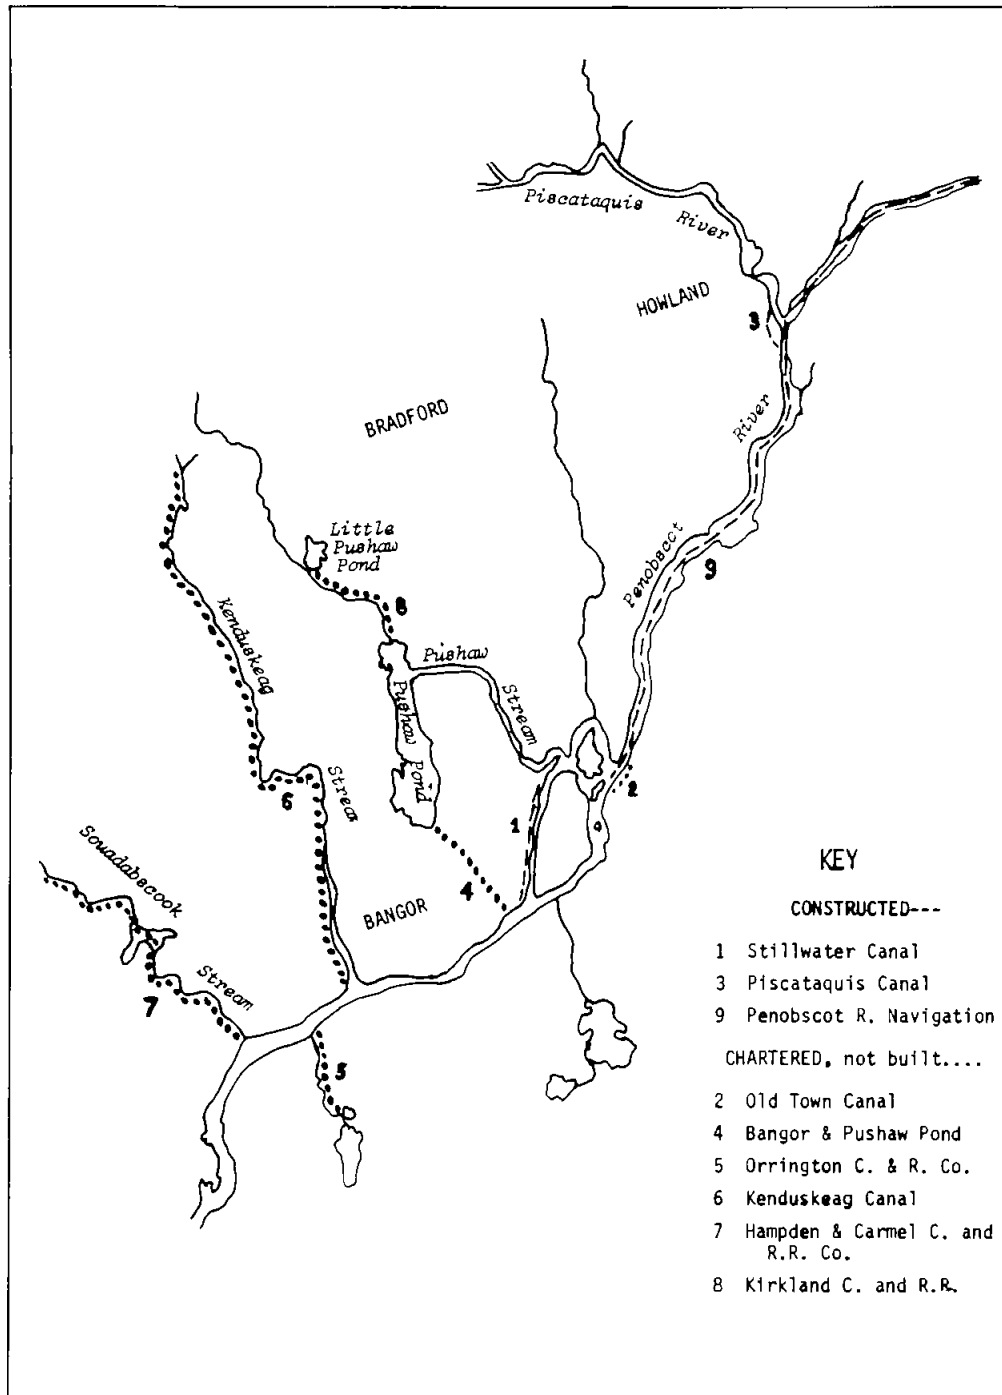 Piscataquis
River
HOWLAND
3
River
BRADFORD
Penobscot
9
Little
Pushaw
Pond
8
Kenduskeag
Pushaw
Stream
Pushaw
Pond
Stream
6
2
1
4
Souadabscook
Stream
7
BANGOR
5
KEY
CONSTRUCTED---
1 Stillwater Canal
3 Piscataquis Canal
9 Penobscot R. Navigation
CHARTERED, not built....
2 Old Town Canal
4 Bangor & Pushaw Pond
5 Orrington C. & R. Co.
6 Kenduskeag Canal
7 Hampden & Carmel C. and
R.R. Co.
8 Kirkland C. and R.R.